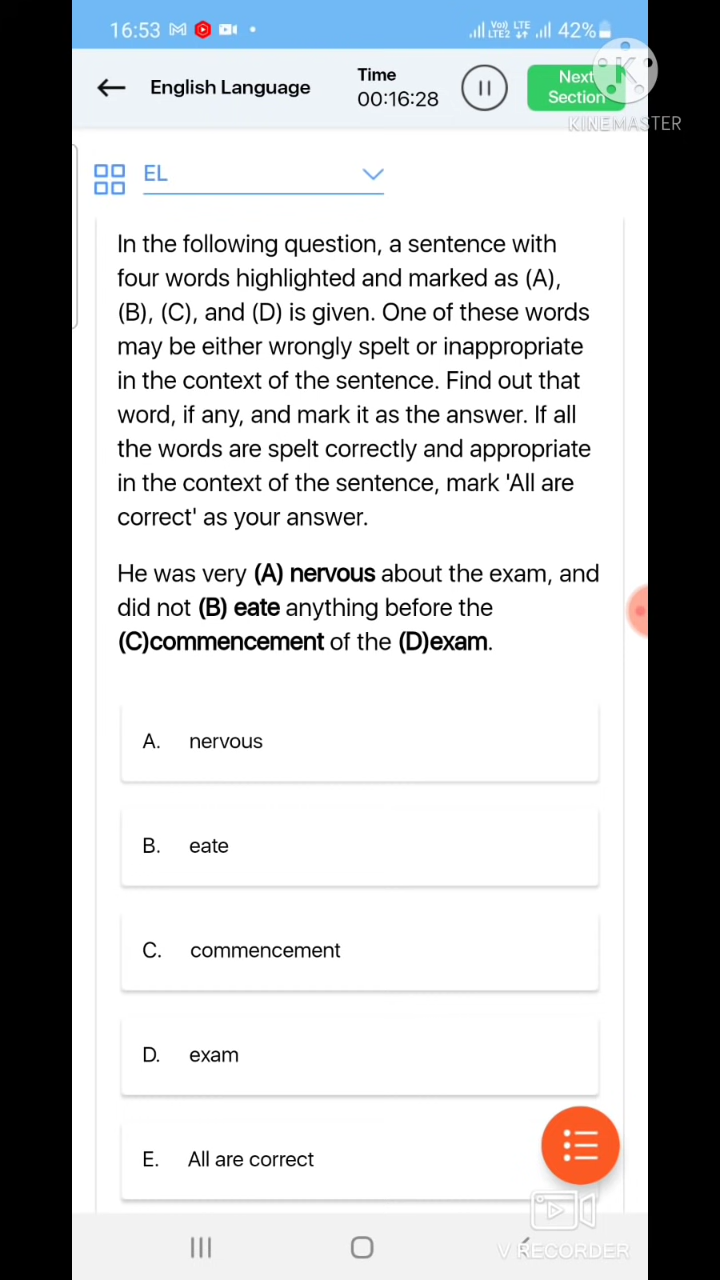 16:53 Vo)) LTE LTE2 42%
English Language
Time
00:16:28
Next
Section
K
KINEMASTER
EL
In the following question, a sentence with
four words highlighted and marked as (A),
(B), (C), and (D) is given. One of these words
may be either wrongly spelt or inappropriate
in the context of the sentence. Find out that
word, if any, and mark it as the answer. If all
the words are spelt correctly and appropriate
in the context of the sentence, mark 'All are
correct' as your answer.
He was very (A) nervous about the exam, and
did not (B) eate anything before the
(C)commencement of the (D)exam.
A. nervous
B. eate
C. commencement
D. exam
E. All are correct
V RECORDER